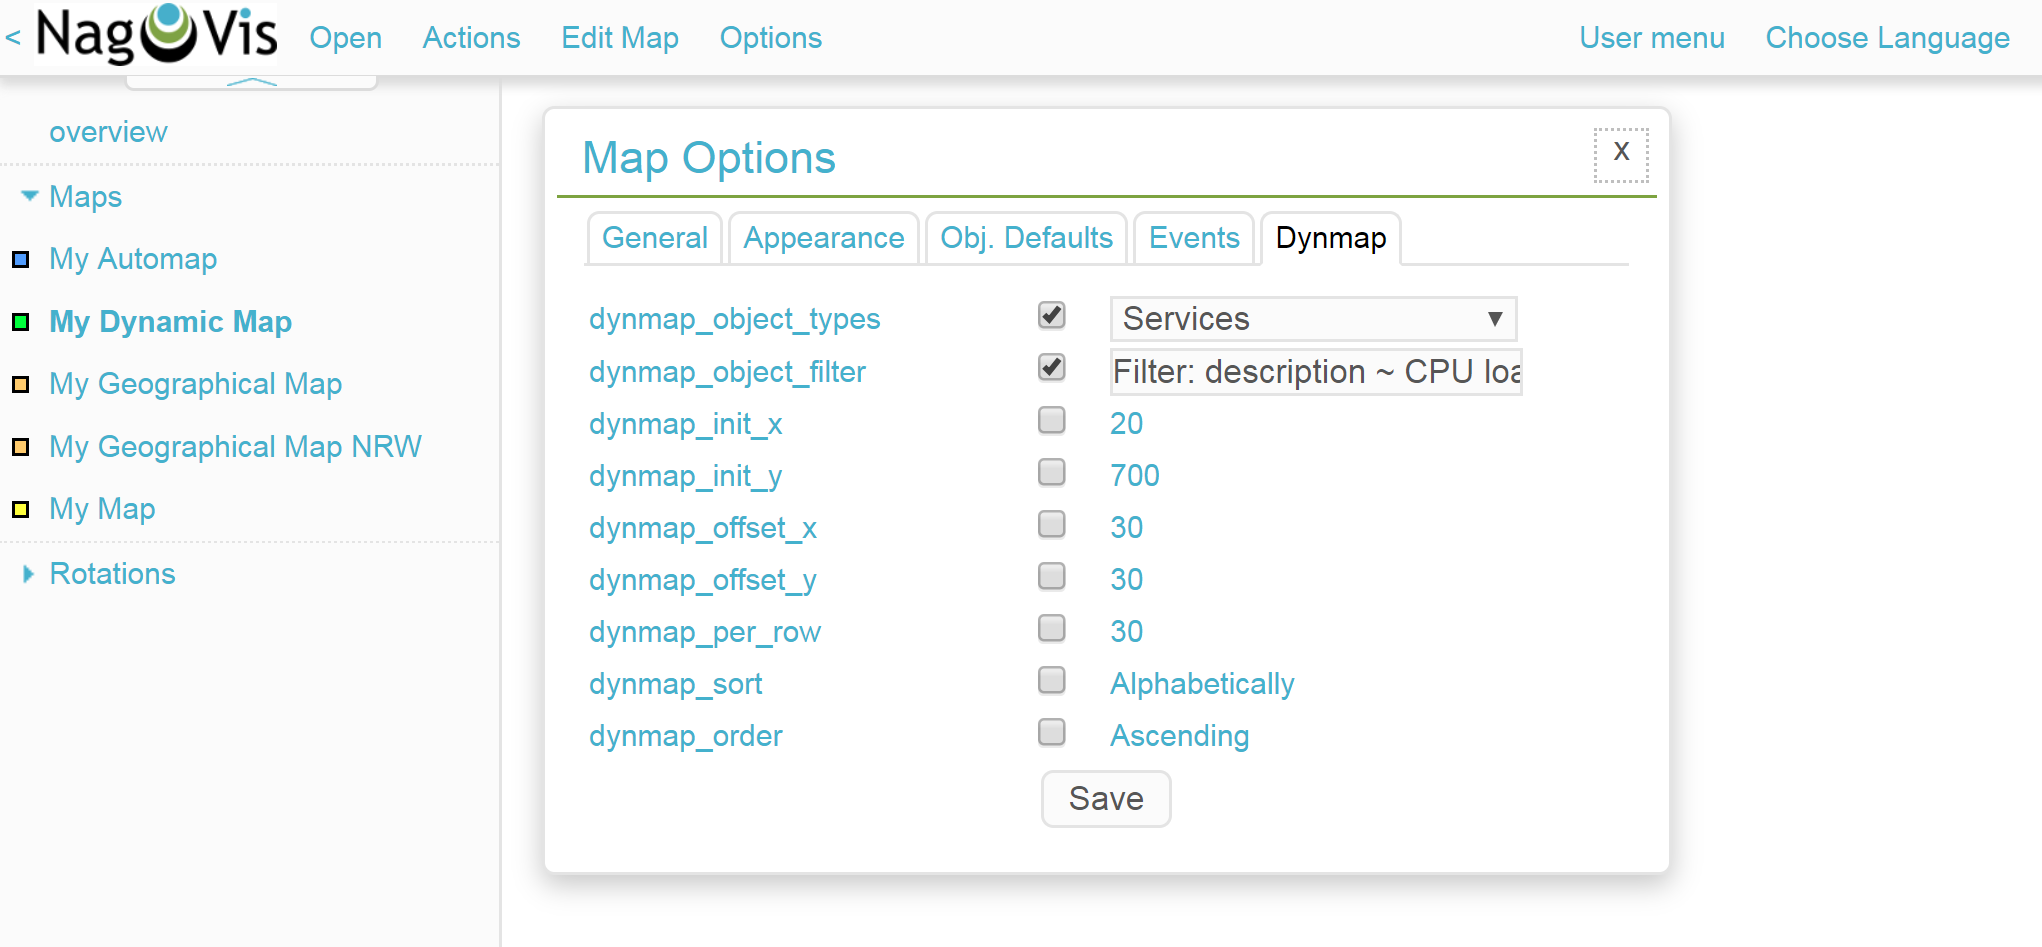 < NagVis Open Actions Edit Map Options User menu Choose Language
overview
Maps
My Automap
My Dynamic Map
My Geographical Map
My Geographical Map NRW
My Map
Rotations
Map Options
x
General Appearance Obj. Defaults Events Dynmap
dynmap_object_types Services
dynmap_object_filter Filter: description ~ CPU loa
dynmap_init_x 20
dynmap_init_y 700
dynmap_offset_x 30
dynmap_offset_y 30
dynmap_per_row 30
dynmap_sort Alphabetically
dynmap_order Ascending
Save